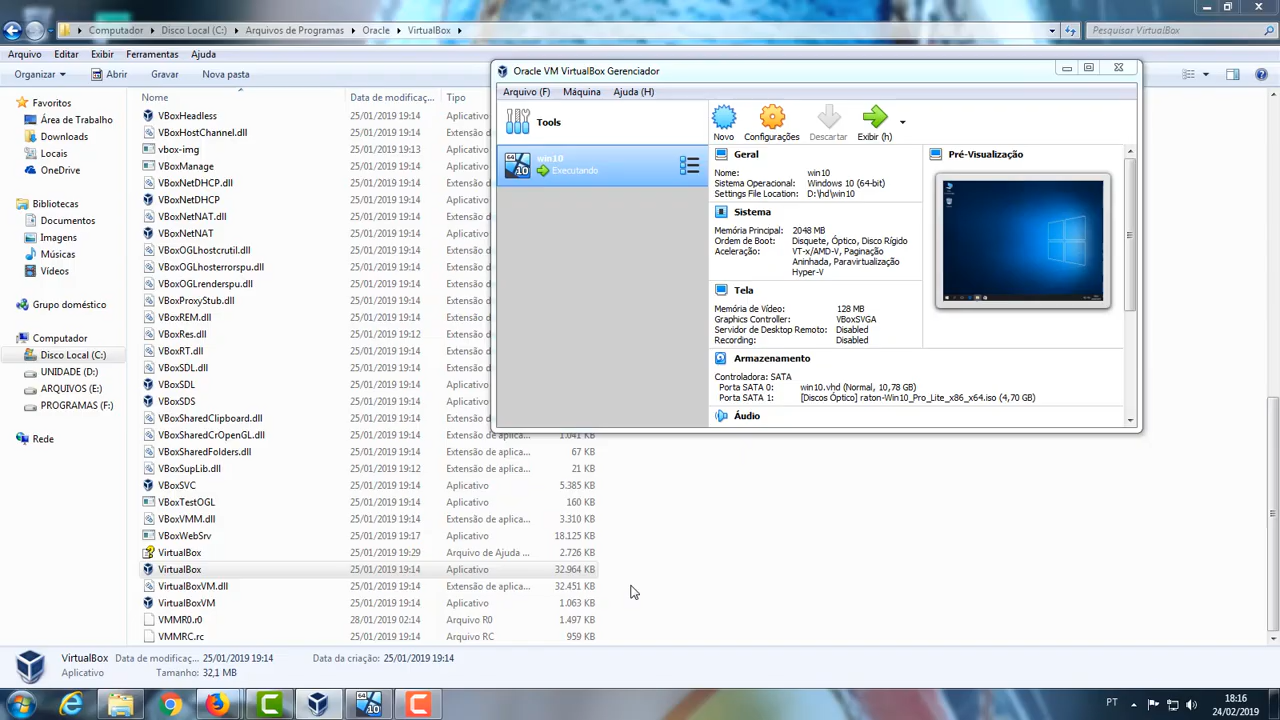 Computador
Disco Local (C:)
Arquivos de Programas
Oracle
VirtualBox
Pesquisar VirtualBox
Arquivo
Editar
Exibir
Ferramentas
Ajuda
Organizar
Abrir
Gravar
Nova pasta
Favoritos
Área de Trabalho
Downloads
Locais
OneDrive
Bibliotecas
Documentos
Imagens
Músicas
Vídeos
Grupo doméstico
Computador
Disco Local (C:)
UNIDADE (D:)
ARQUIVOS (E:)
PROGRAMAS (F:)
Rede
Nome Data de modificaç... Tipo
VBoxHeadless 25/01/2019 19:14 Aplicativo
VBoxHostChannel.dll 25/01/2019 19:14 Extensão de
vbox-img 25/01/2019 19:14 Aplicativo
VBoxManage 25/01/2019 19:14 Aplicativo
VBoxNetDHCP.dll 25/01/2019 19:14 Extensão de
VBoxNetDHCP 25/01/2019 19:14 Aplicativo
VBoxNetNAT.dll 25/01/2019 19:14 Extensão de
VBoxNetNAT 25/01/2019 19:14 Aplicativo
VBoxOGLhostcrutil.dll 25/01/2019 19:14 Extensão de
VBoxOGLhosterrorspu.dll 25/01/2019 19:14 Extensão de
VBoxOGLrenderspu.dll 25/01/2019 19:14 Extensão de
VBoxProxyStub.dll 25/01/2019 19:14 Extensão de
VBoxREM.dll 25/01/2019 19:14 Extensão de
VBoxRes.dll 25/01/2019 19:12 Extensão de
VBoxRT.dll 25/01/2019 19:14 Extensão de
VBoxSDL.dll 25/01/2019 19:14 Extensão de
VBoxSDL 25/01/2019 19:14 Aplicativo
VBoxSDS 25/01/2019 19:14 Aplicativo
VBoxSharedClipboard.dll 25/01/2019 19:14 Extensão de
VBoxSharedCrOpenGL.dll 25/01/2019 19:14 Extensão de aplica... 1.041 KB
VBoxSharedFolders.dll 25/01/2019 19:14 Extensão de aplica... 67 KB
VBoxSupLib.dll 25/01/2019 19:14 Extensão de aplica... 21 KB
VBoxSVC 25/01/2019 19:14 Aplicativo 5.385 KB
VBoxTestOGL 25/01/2019 19:14 Aplicativo 160 KB
VBoxVMM.dll 25/01/2019 19:14 Extensão de aplica... 3.310 KB
VBoxWebSrv 25/01/2019 19:17 Aplicativo 18.125 KB
VirtualBox 25/01/2019 19:29 Arquivo de Ajuda ... 2.726 KB
VirtualBox 25/01/2019 19:14 Aplicativo 32.964 KB
VirtualBoxVM.dll 25/01/2019 19:14 Extensão de aplica... 32.451 KB
VirtualBoxVM 25/01/2019 19:14 Aplicativo 1.063 KB
VMMR0.r0 28/01/2019 02:14 Arquivo R0 1.497 KB
VMMRC.rc 25/01/2019 19:14 Arquivo RC 959 KB
Oracle VM VirtualBox Gerenciador
Arquivo (F)
Máquina
Ajuda (H)
Tools
64
10
win10
Executando
Novo
Configurações
Descartar
Exibir (h)
Geral
Nome: win10
Sistema Operacional: Windows 10 (64-bit)
Settings File Location: D:\hd\win10
Sistema
Memória Principal: 2048 MB
Ordem de Boot: Disquete, Óptico, Disco Rígido
Aceleração: VT-x/AMD-V, Paginação
Aninhada, Paravirtualização
Hyper-V
Tela
Memória de Vídeo: 128 MB
Graphics Controller: VBoxSVGA
Servidor de Desktop Remoto: Disabled
Recording: Disabled
Armazenamento
Controladora: SATA
Porta SATA 0: win10.vhd (Normal, 10,78 GB)
Porta SATA 1: [Discos Óptico] raton-Win10_Pro_Lite_x86_x64.iso (4,70 GB)
Áudio
Pré-Visualização
VirtualBox Data de modificaç... 25/01/2019 19:14 Data da criação: 25/01/2019 19:14
Aplicativo Tamanho: 32,1 MB
64
10
PT
18:16
24/02/2019